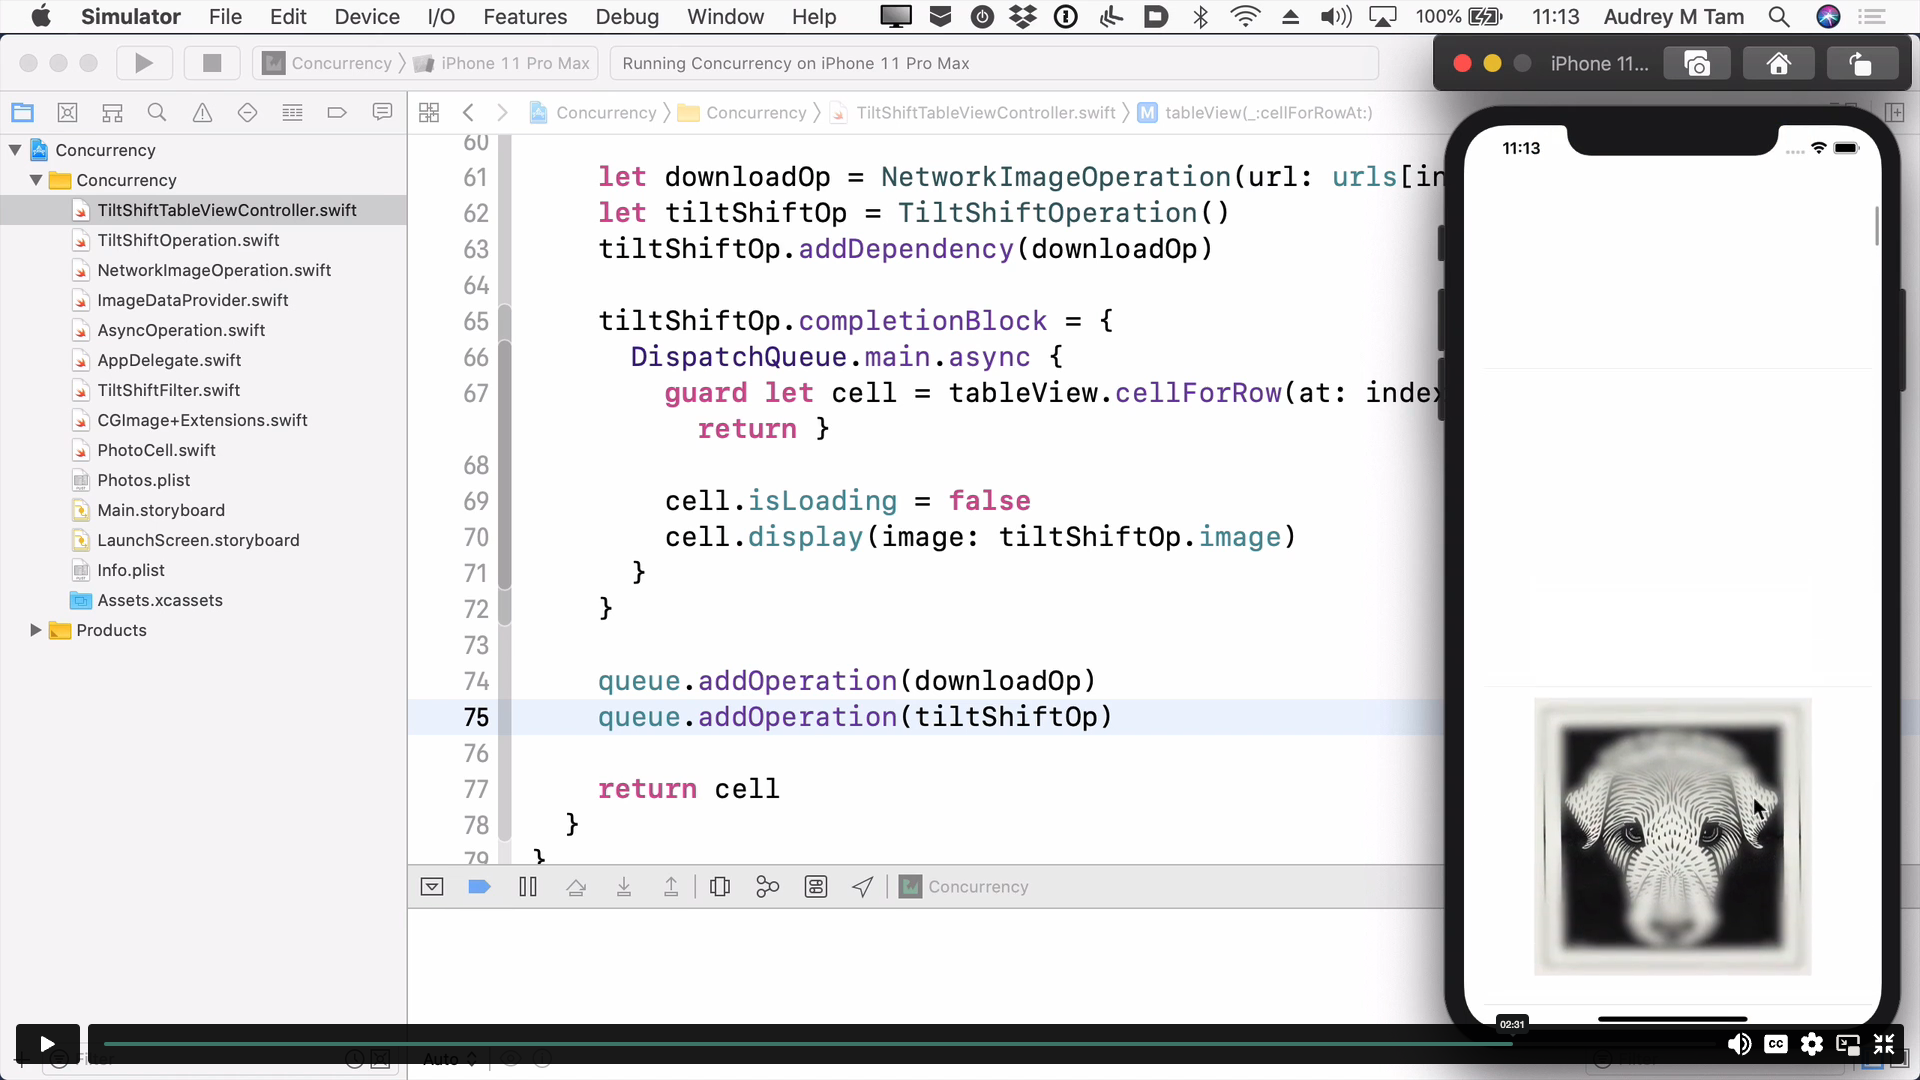 Simulator File Edit Device I/O Features Debug Window Help 100% 11:13 Audrey M Tam
Concurrency iPhone 11 Pro Max
Running Concurrency on iPhone 11 Pro Max
iPhone 11...
Concurrency Concurrency TiltShiftTableViewController.swift M tableView(_:cellForRowAt:)
Concurrency
Concurrency
TiltShiftTableViewController.swift
TiltShiftOperation.swift
NetworkImageOperation.swift
ImageDataProvider.swift
AsyncOperation.swift
AppDelegate.swift
TiltShiftFilter.swift
CGImage+Extensions.swift
PhotoCell.swift
Photos.plist
Main.storyboard
LaunchScreen.storyboard
Info.plist
Assets.xcassets
Products
60
61 let downloadOp = NetworkImageOperation(url: urls[in
62 let tiltShiftOp = TiltShiftOperation()
63 tiltShiftOp.addDependency(downloadOp)
64
65 tiltShiftOp.completionBlock = {
66 DispatchQueue.main.async {
67 guard let cell = tableView.cellForRow(at: index
return }
68
69 cell.isLoading = false
70 cell.display(image: tiltShiftOp.image)
71 }
72 }
73
74 queue.addOperation(downloadOp)
75 queue.addOperation(tiltShiftOp)
76
77 return cell
78 }
79 }
Concurrency
11:13
02:31
CC
Filter
Auto
Filter